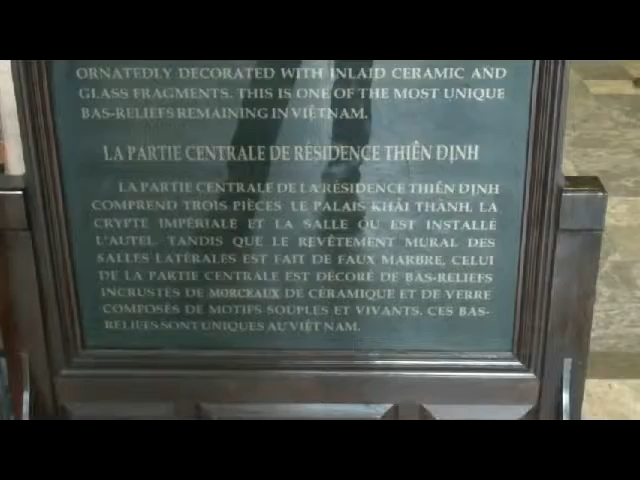 ORNATEDLY DECORATED WITH INLAID CERAMIC AND
GLASS FRAGMENTS. THIS IS ONE OF THE MOST UNIQUE
BAS-RELIEFS REMAINING IN VIỆTNAM.
LA PARTIE CENTRALE DE RÉSIDENCE THIÊN ĐỊNH
LA PARTIE CENTRALE DE LA RÉSIDENCE THIÊN ĐỊNH
COMPREND TROIS PIÈCES LE PALAIS KHẢI THÀNH, LA
CRYPTE IMPÉRIALE ET LA SALLE OÙ EST INSTALLÉ
L'AUTEL. TANDIS QUE LE REVÊTEMENT MURAL DES
SALLES LATÉRALES EST FAIT DE FAUX MARBRE, CELUI
DE LA PARTIE CENTRALE EST DÉCORÉ DE BAS-RELIEFS
INCRUSTÉS DE MORCEAUX DE CÉRAMIQUE ET DE VERRE
COMPOSÉS DE MOTIFS SOUPLES ET VIVANTS. CES BAS-
RELIEFS SONT UNIQUES AU VIỆT NAM.